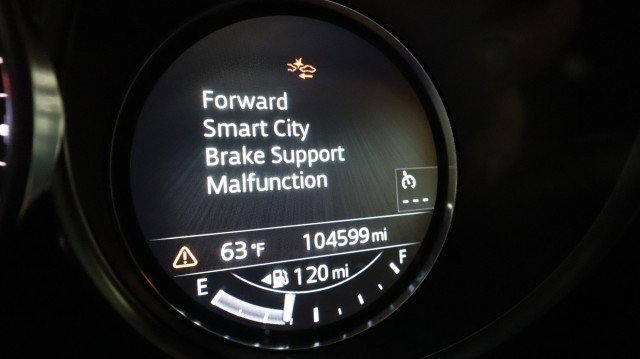 Forward
Smart City
Brake Support
Malfunction
---
63°F 104599 mi
120 mi
E F